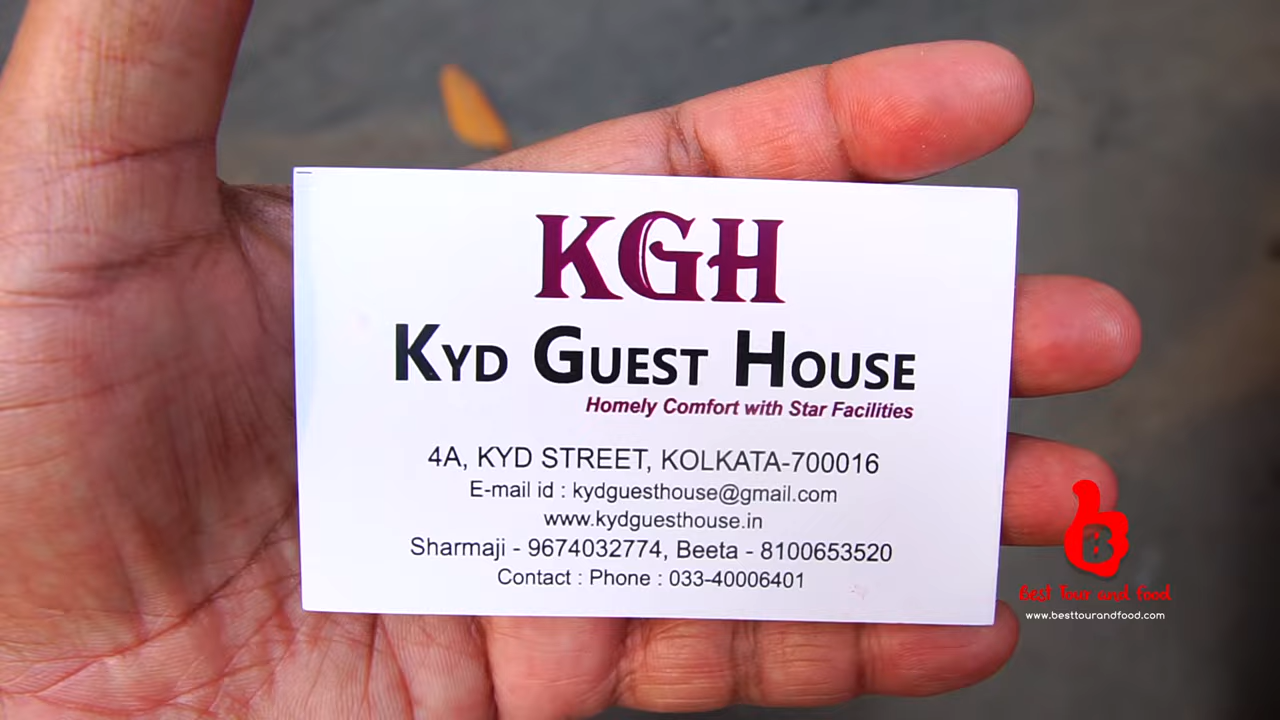 KGH
KYD GUEST HOUSE
Homely Comfort with Star Facilities
4A, KYD STREET, KOLKATA-700016
E-mail id : kydguesthouse@gmail.com
www.kydguesthouse.in
Sharmaji - 9674032774, Beeta - 8100653520
Contact : Phone : 033-40006401
B
Best Tour and food
www.besttourandfood.com